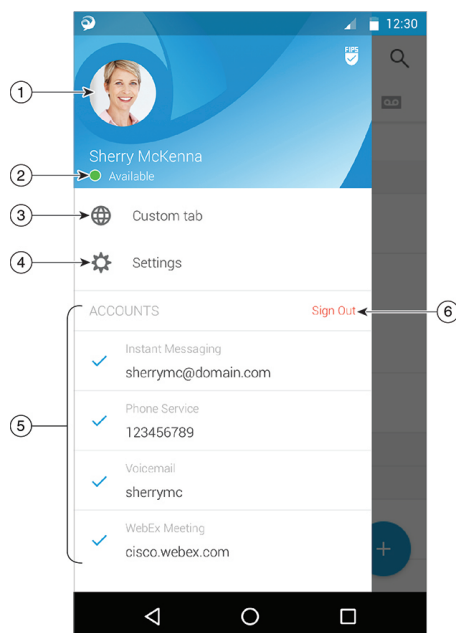 12:30
FIPS
1
Sherry McKenna
2
Available
3
Custom tab
4
Settings
ACCOUNTS
Sign Out
6
Instant Messaging
sherrymc@domain.com
Phone Service
5
123456789
Voicemail
sherrymc
WebEx Meeting
cisco.webex.com
+